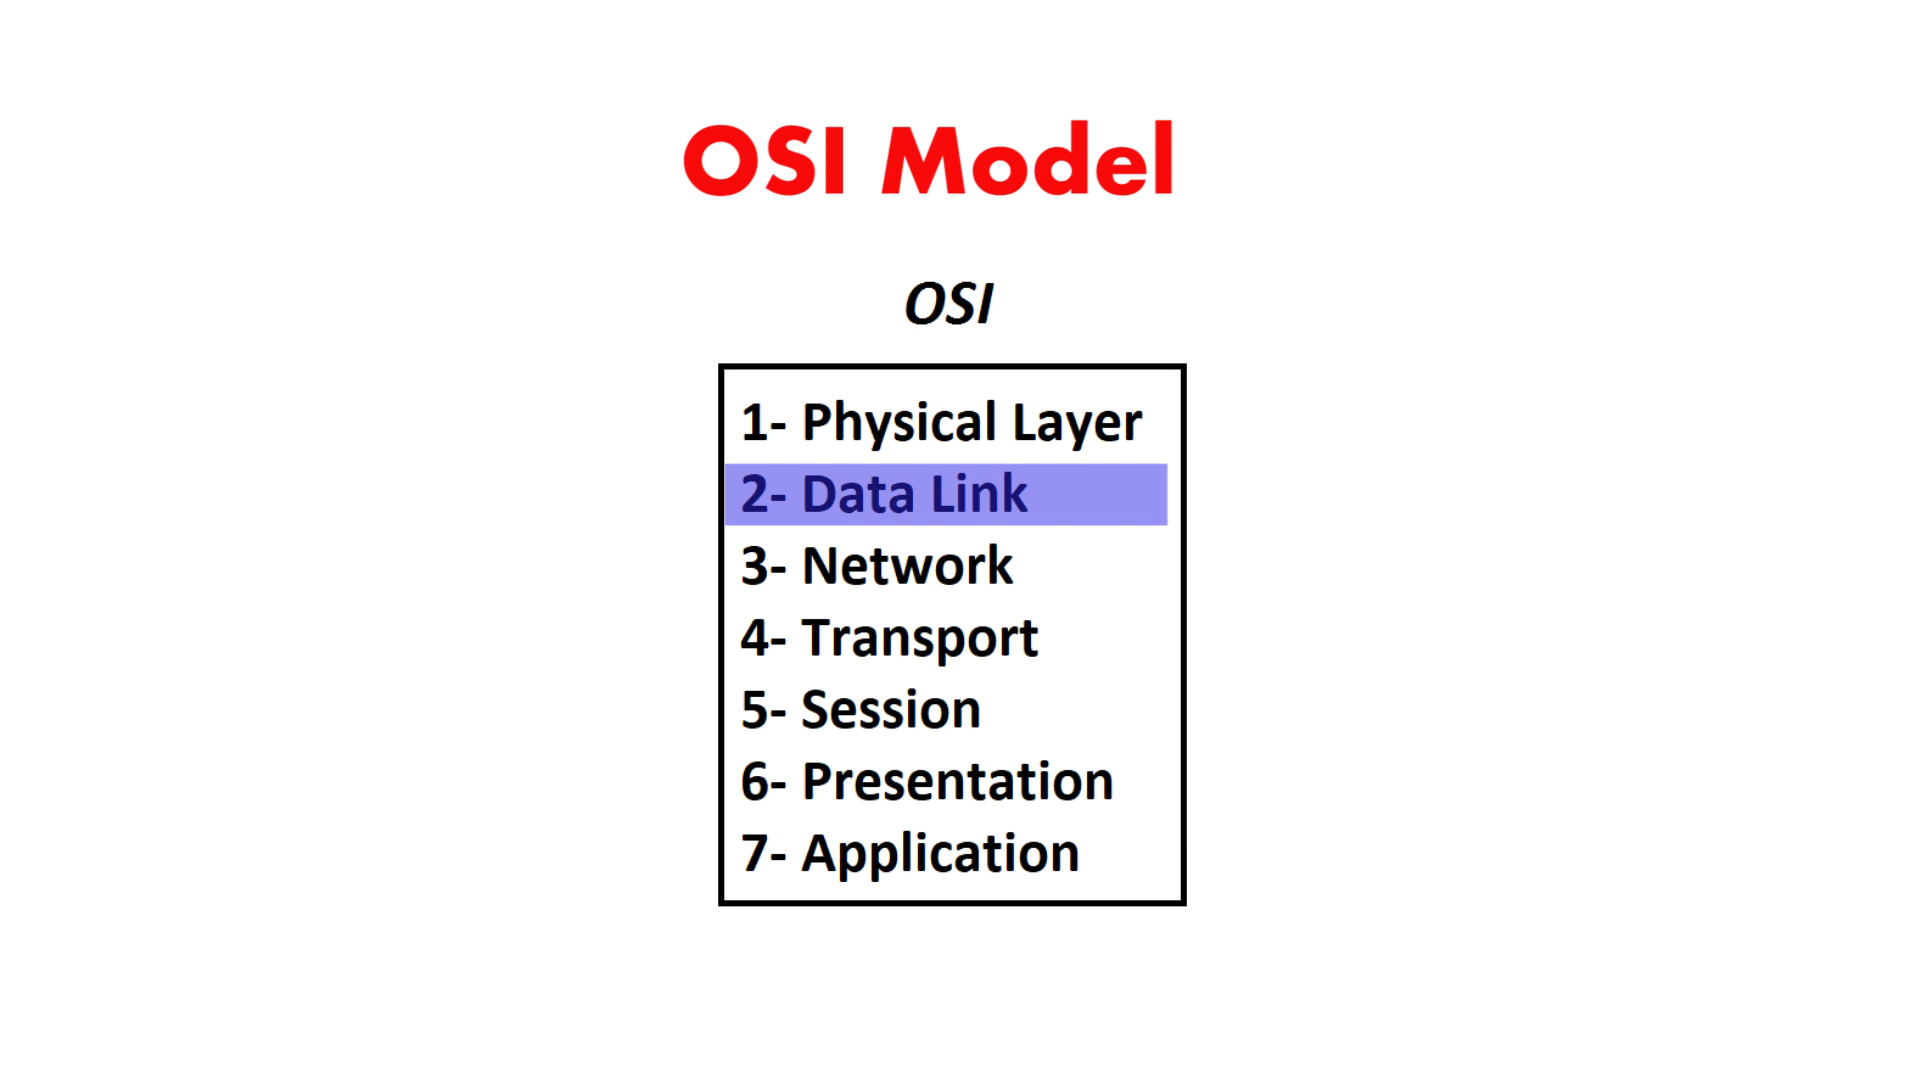 OSI Model
OSI
1- Physical Layer
2- Data Link
3- Network
4- Transport
5- Session
6- Presentation
7- Application